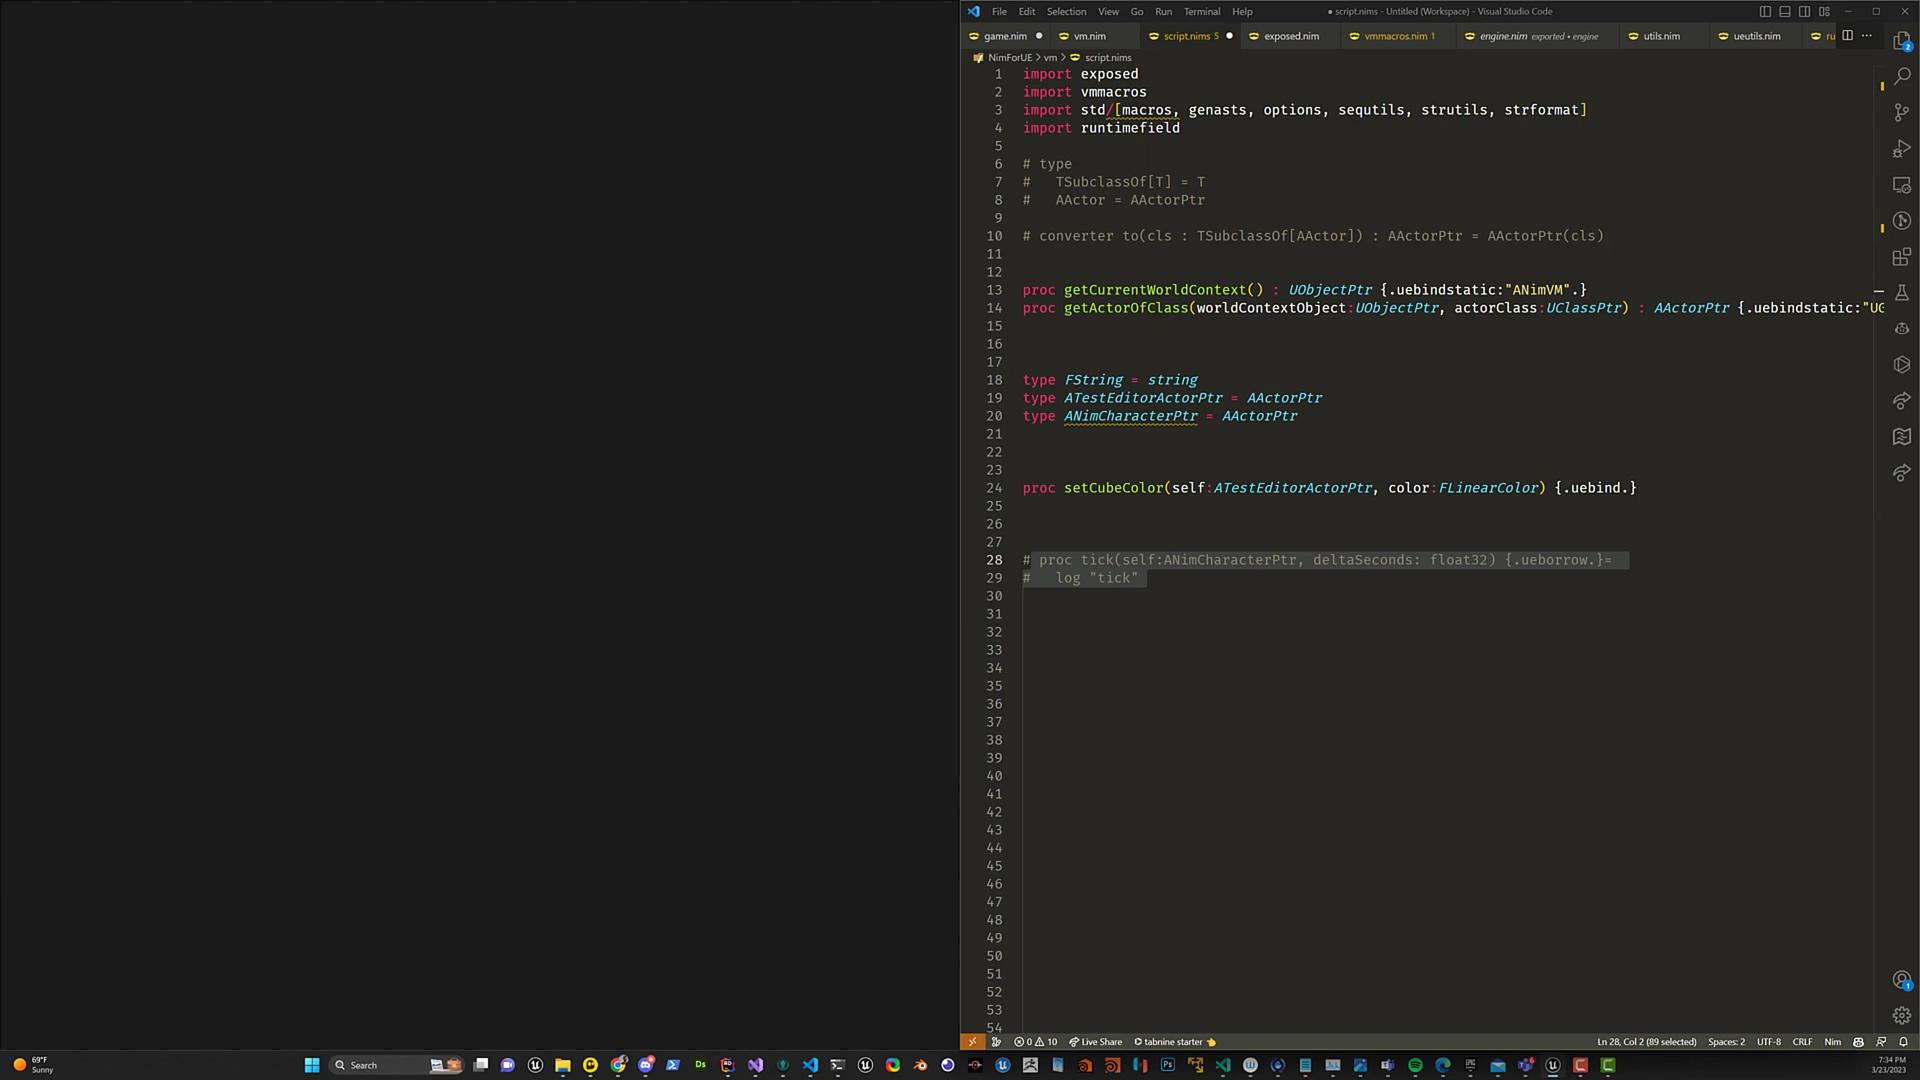 File Edit Selection View Go Run Terminal Help
● script.nims - Untitled (Workspace) - Visual Studio Code
game.nim ● vm.nim script.nims 5 ● exposed.nim vmmacros.nim 1 engine.nim exported • engine utils.nim ueutils.nim ru
NimForUE > vm > script.nims
1 import exposed
2 import vmmacros
3 import std/[macros, genasts, options, sequtils, strutils, strformat]
4 import runtimefield
5
6 # type
7 #   TSubclassOf[T] = T
8 #   AActor = AActorPtr
9
10 # converter to(cls : TSubclassOf[AActor]) : AActorPtr = AActorPtr(cls)
11
12
13 proc getCurrentWorldContext() : UObjectPtr {.uebindstatic:"ANimVM".}
14 proc getActorOfClass(worldContextObject:UObjectPtr, actorClass:UClassPtr) : AActorPtr {.uebindstatic:"UG
15
16
17
18 type FString = string
19 type ATestEditorActorPtr = AActorPtr
20 type ANimCharacterPtr = AActorPtr
21
22
23
24 proc setCubeColor(self:ATestEditorActorPtr, color:FLinearColor) {.uebind.}
25
26
27
28 # proc tick(self:ANimCharacterPtr, deltaSeconds: float32) {.ueborrow.}=
29 #   log "tick"
30
31
32
33
34
35
36
37
38
39
40
41
42
43
44
45
46
47
48
49
50
51
52
53
54
0 10 Live Share tabnine starter Ln 28, Col 2 (89 selected) Spaces: 2 UTF-8 CRLF Nim
69°F
Sunny
Search
7:34 PM
3/23/2023